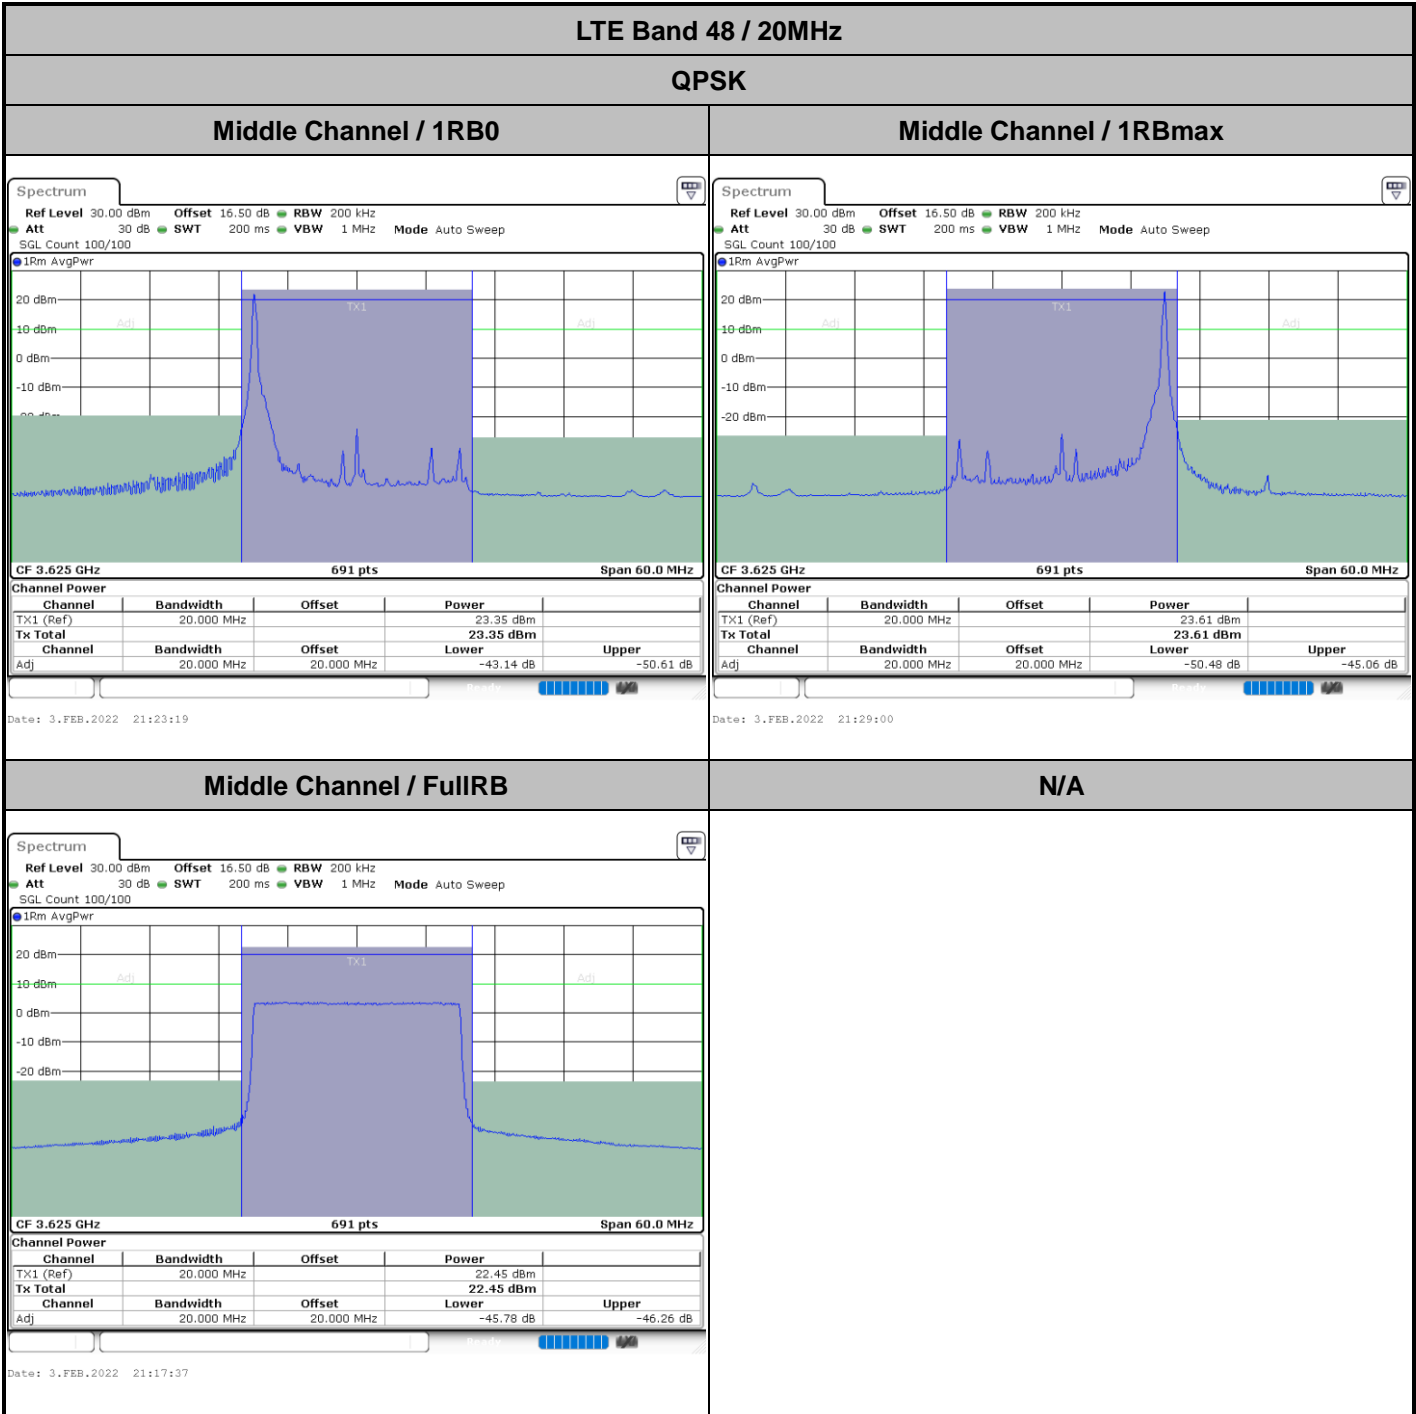 LTE Band 48 / 20MHz
QPSK
Middle Channel / 1RB0
Middle Channel / 1RBmax
Spectrum
Ref Level 30.00 dBm Offset 16.50 dB RBW 200 kHz
Att 30 dB SWT 200 ms VBW 1 MHz Mode Auto Sweep
SGL Count 100/100
1Rm AvgPwr
20 dBm
TX1
Adj
Adj
10 dBm
0 dBm
-10 dBm
CF 3.625 GHz 691 pts Span 60.0 MHz
Channel Power
Channel Bandwidth Offset Power
TX1 (Ref) 20.000 MHz 23.35 dBm
Tx Total 23.35 dBm
Channel Bandwidth Offset Lower Upper
Adj 20.000 MHz 20.000 MHz -43.14 dB -50.61 dB
Ready
Date: 3.FEB.2022 21:23:19
Spectrum
Ref Level 30.00 dBm Offset 16.50 dB RBW 200 kHz
Att 30 dB SWT 200 ms VBW 1 MHz Mode Auto Sweep
SGL Count 100/100
1Rm AvgPwr
20 dBm
TX1
Adj
Adj
10 dBm
0 dBm
-10 dBm
-20 dBm
CF 3.625 GHz 691 pts Span 60.0 MHz
Channel Power
Channel Bandwidth Offset Power
TX1 (Ref) 20.000 MHz 23.61 dBm
Tx Total 23.61 dBm
Channel Bandwidth Offset Lower Upper
Adj 20.000 MHz 20.000 MHz -50.48 dB -45.06 dB
Ready
Date: 3.FEB.2022 21:29:00
Middle Channel / FullRB
N/A
Spectrum
Ref Level 30.00 dBm Offset 16.50 dB RBW 200 kHz
Att 30 dB SWT 200 ms VBW 1 MHz Mode Auto Sweep
SGL Count 100/100
1Rm AvgPwr
20 dBm
TX1
Adj
Adj
10 dBm
0 dBm
-10 dBm
-20 dBm
CF 3.625 GHz 691 pts Span 60.0 MHz
Channel Power
Channel Bandwidth Offset Power
TX1 (Ref) 20.000 MHz 22.45 dBm
Tx Total 22.45 dBm
Channel Bandwidth Offset Lower Upper
Adj 20.000 MHz 20.000 MHz -45.78 dB -46.26 dB
Ready
Date: 3.FEB.2022 21:17:37